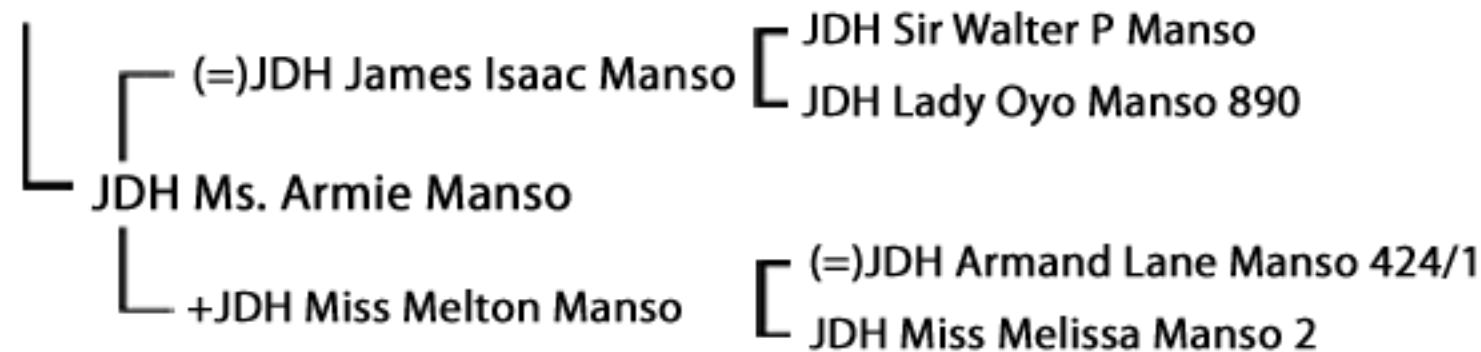 JDH Sir Walter P Manso
(=)JDH James Isaac Manso
JDH Lady Oyo Manso 890
JDH Ms. Armie Manso
(=)JDH Armand Lane Manso 424/1
+JDH Miss Melton Manso
JDH Miss Melissa Manso 2